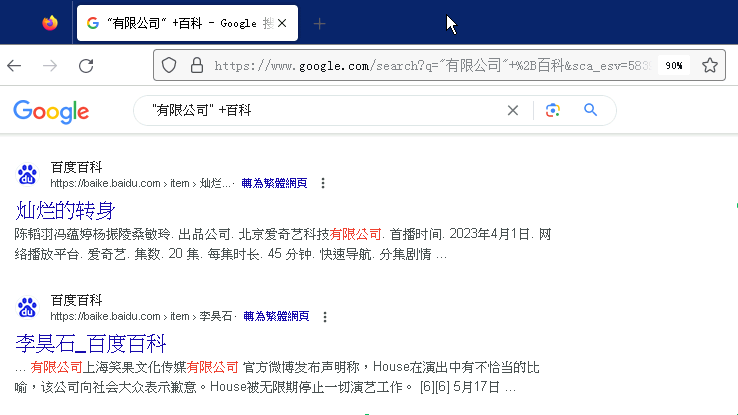 "有限公司" +百科 - Google 搜
https://www.google.com/search?q="有限公司"+%2B百科&sca_esv=583
90%
Google
"有限公司" +百科
百度百科
https://baike.baidu.com › item › 灿烂... · 轉為繁體網頁
灿烂的转身
陈韬羽冯蕴婷杨振陵桑敏玲. 出品公司. 北京爱奇艺科技有限公司. 首播时间. 2023年4月1日. 网
络播放平台. 爱奇艺. 集数. 20 集. 每集时长. 45 分钟. 快速导航. 分集剧情 ...
百度百科
https://baike.baidu.com › item › 李昊石 · 轉為繁體網頁
李昊石_百度百科
... 有限公司上海笑果文化传媒有限公司 官方微博发布声明称，House在演出中有不恰当的比
喻，该公司向社会大众表示歉意。House被无限期停止一切演艺工作。 [6][6] 5月17日 ...